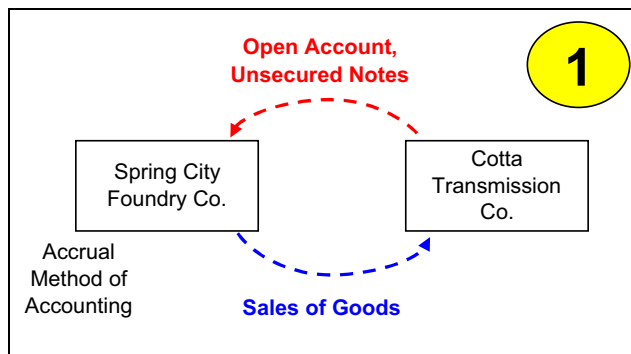 Open Account,
Unsecured Notes
1
Spring City
Foundry Co.
Cotta
Transmission
Co.
Accrual
Method of
Accounting
Sales of Goods